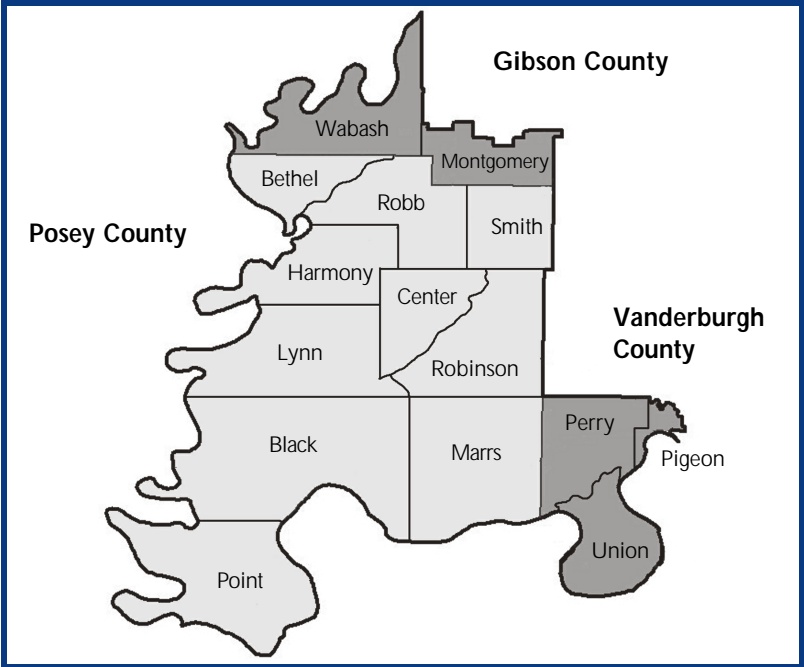 Gibson County
Wabash
Montgomery
Bethel
Robb
Posey County
Smith
Harmony
Center
Vanderburgh
County
Lynn
Robinson
Perry
Black
Marrs
Pigeon
Union
Point